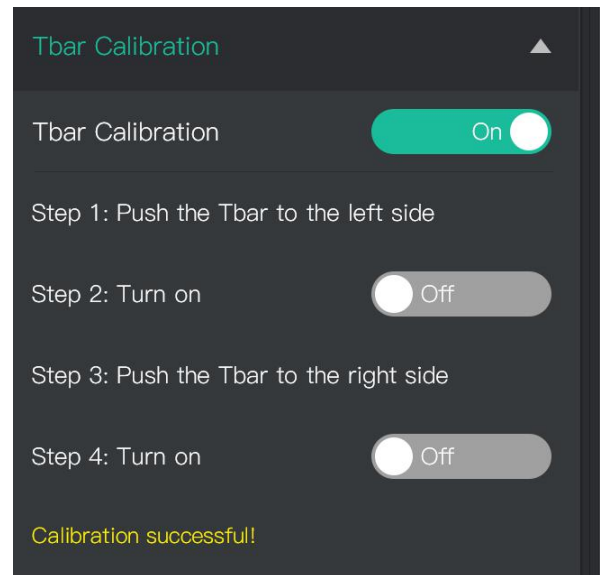 Tbar Calibration
Tbar Calibration On
Step 1: Push the Tbar to the left side
Step 2: Turn on Off
Step 3: Push the Tbar to the right side
Step 4: Turn on Off
Calibration successful!